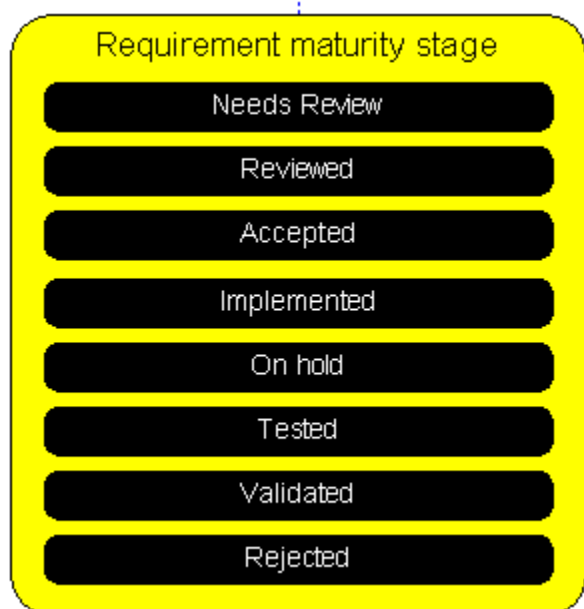 Requirement maturity stage
Needs Review
Reviewed
Accepted
Implemented
On hold
Tested
Validated
Rejected